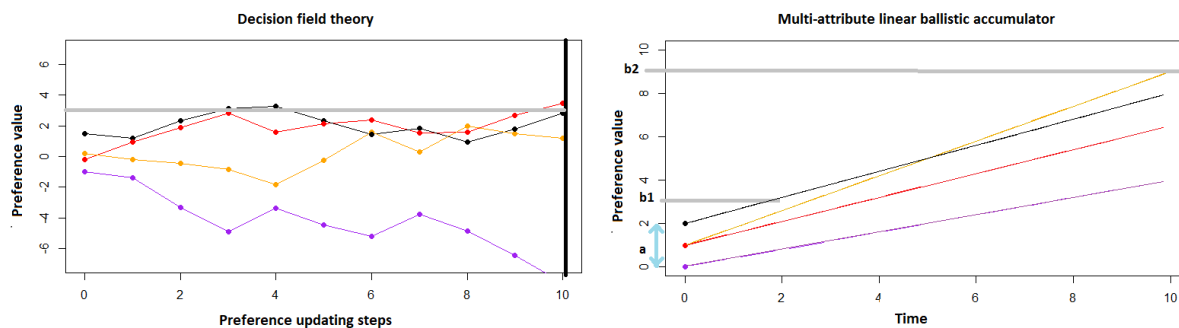 Decision field theory
Preference value
6
4
2
0
-2
-4
-6
0 2 4 6 8 10
Preference updating steps
Multi-attribute linear ballistic accumulator
Preference value
10
8
6
4
2
0
b2
b1
a
0 2 4 6 8 10
Time